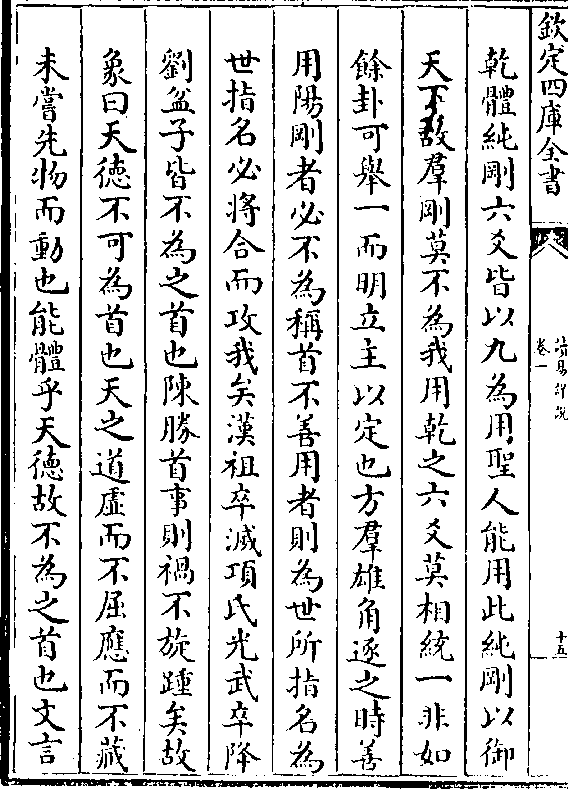 欽定四庫全書
讀易詳説
卷一
十五
乾體純剛六爻皆以九為用聖人能用此純剛以御
天下故羣剛莫不為我用乾之六爻莫相統一非如
餘卦可舉一而明立主以定也方羣雄角逐之時善
用陽剛者必不為稱首不善用者則為世所指名為
世指名必將合而攻我矣漢祖卒滅項氏光武卒降
劉盆子皆不為之首也陳勝首事則禍不旋踵矣故
象曰天德不可為首也天之道虚而不屈應而不藏
未嘗先物而動也能體乎天德故不為之首也文言